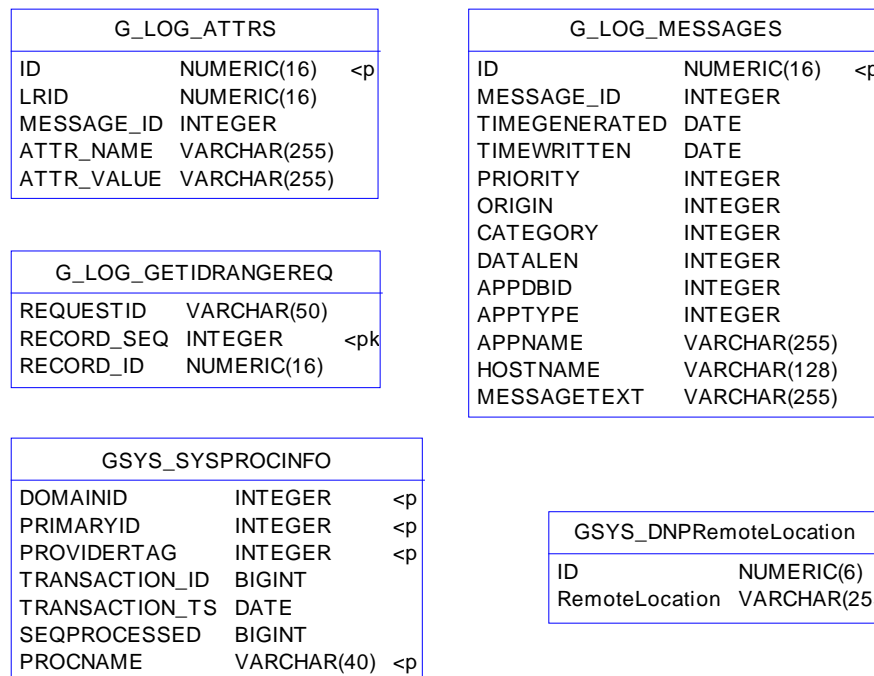 G_LOG_ATTRS
ID NUMERIC(16) <p
LRID NUMERIC(16)
MESSAGE_ID INTEGER
ATTR_NAME VARCHAR(255)
ATTR_VALUE VARCHAR(255)
G_LOG_MESSAGES
ID NUMERIC(16) <p
MESSAGE_ID INTEGER
TIMEGENERATED DATE
TIMEWRITTEN DATE
PRIORITY INTEGER
ORIGIN INTEGER
CATEGORY INTEGER
DATALEN INTEGER
APPDBID INTEGER
APPTYPE INTEGER
APPNAME VARCHAR(255)
HOSTNAME VARCHAR(128)
MESSAGETEXT VARCHAR(255)
G_LOG_GETIDRANGEREQ
REQUESTID VARCHAR(50)
RECORD_SEQ INTEGER <pk
RECORD_ID NUMERIC(16)
GSYS_SYSPROCINFO
DOMAINID INTEGER <p
PRIMARYID INTEGER <p
PROVIDERTAG INTEGER <p
TRANSACTION_ID BIGINT
TRANSACTION_TS DATE
SEQPROCESSED BIGINT
PROCNAME VARCHAR(40) <p
GSYS_DNPRemoteLocation
ID NUMERIC(6)
RemoteLocation VARCHAR(25